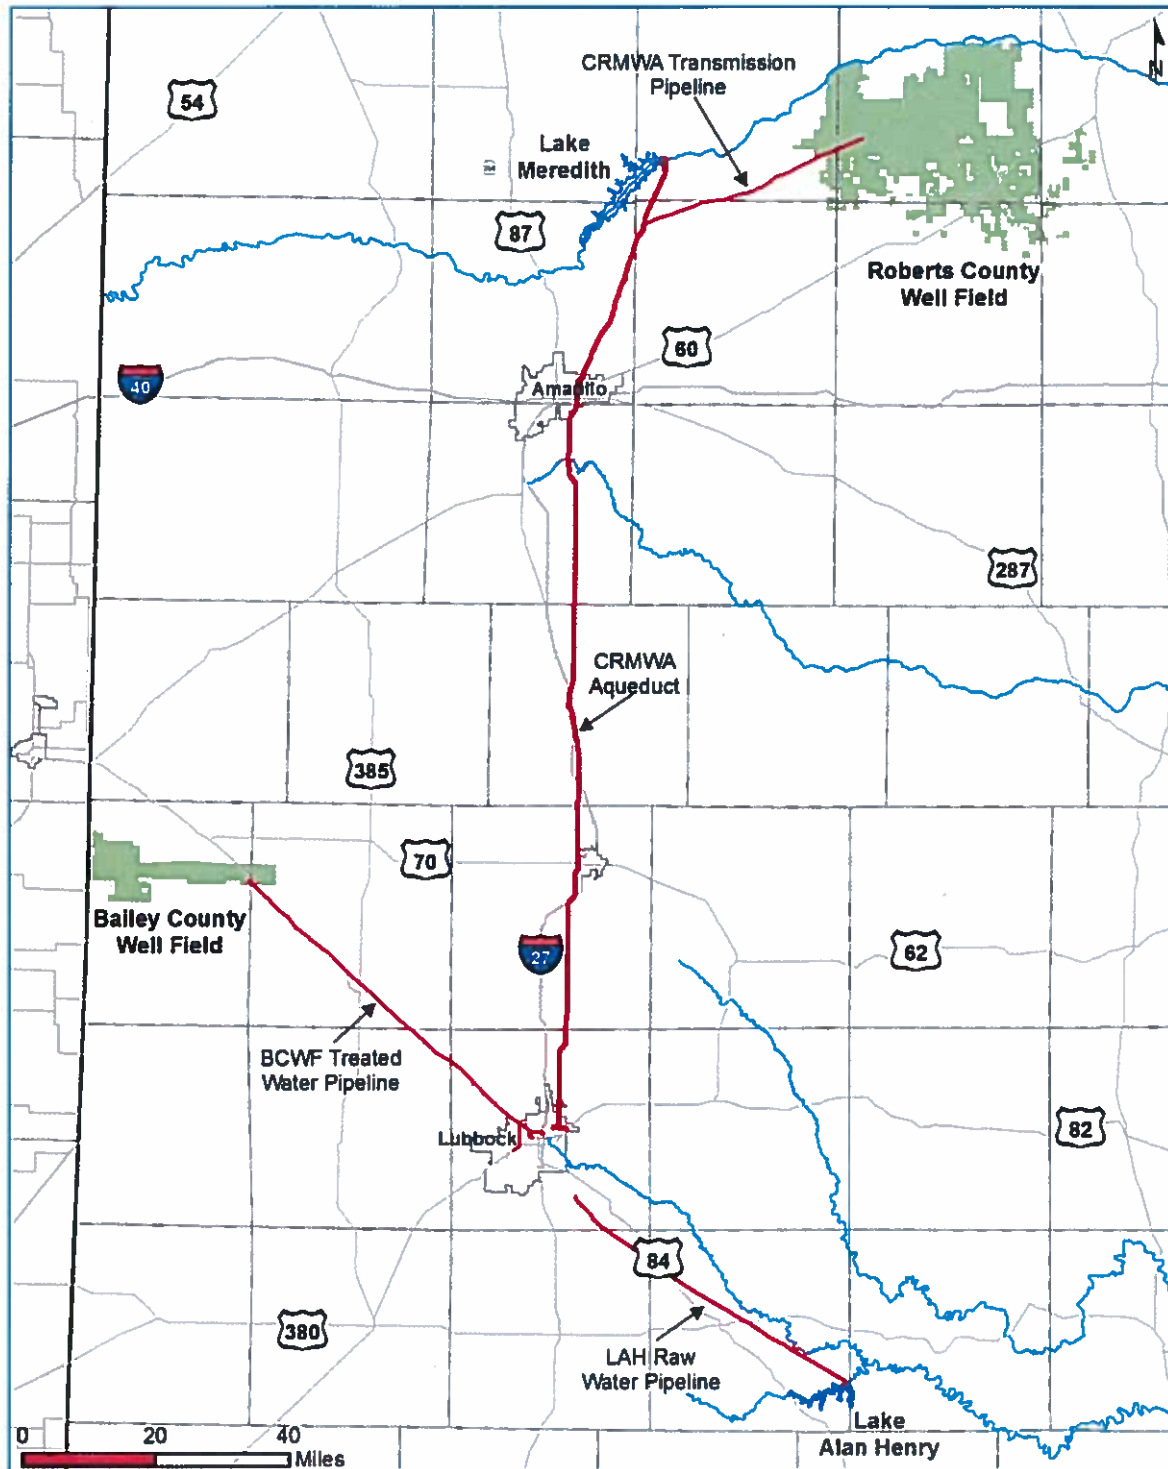 N
CRMWA Transmission
Pipeline
54
Lake
Meredith
87
Roberts County
Well Field
60
40
Amarillo
287
CRMWA
Aqueduct
385
70
Bailey County
Well Field
62
27
BCWF Treated
Water Pipeline
82
Lubbock
84
380
LAH Raw
Water Pipeline
Lake
Alan Henry
0 20 40
Miles